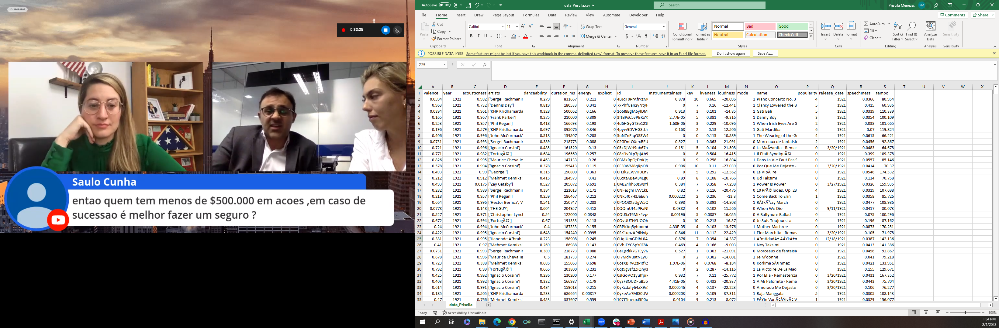 ID: 49084903
0:32:25
Saulo Cunha
entao quem tem menos de $500.000 em acoes ,em caso de
sucessao é melhor fazer um seguro ?
AutoSave Off
data_Priscila.csv
Search
Priscila Menezes PM
File Home Insert Draw Page Layout Formulas Data Review View Automate Developer Help
Comments Share
Paste Cut Copy Format Painter
Calibri 11
Wrap Text
Merge & Center
General
Conditional Formatting Format as Table
Normal Bad Good
Neutral Calculation Check Cell
Insert Delete Format
AutoSum Fill Clear
Sort & Filter Find & Select
Analyze Data
Sensitivity
Clipboard Font Alignment Number Styles Cells Editing Analysis Sensitivity
POSSIBLE DATA LOSS Some features might be lost if you save this workbook in the comma-delimited (.csv) format. To preserve these features, save it in an Excel file format. Don't show again Save As...
Z25
A B C D E F G H I J K L M N O P Q R S T U V W X
1 valence year acousticness artists danceability duration_ms energy explicit id instrumentalness key liveness loudness mode name popularity release_date speechiness tempo
2 0.0594 1921 0.982 ['Sergei Rachmanir 0.279 831667 0.211 0 0.878 10 0.665 -20.096 1 Piano Concerto No. 3 4 1921 0.0366 80.954
3 0.963 1921 0.732 ['Dennis Day'] 0.819 180533 0.341 0 7xPhfUan2yNtyF 0 7 0.16 -12.441 1 Clancy Lowered the B 5 1921 0.415 60.936
4 0.0394 1921 0.961 ['KHP Kridhamarda 0.328 500062 0.166 0 0.913 3 0.101 -14.85 1 Gati Bali 5 1921 0.0339 110.339
5 0.165 1921 0.967 ['Frank Parker'] 0.275 210000 0.309 0 2.77E-05 5 0.381 -9.316 1 Danny Boy 3 1921 0.0354 100.109
6 0.253 1921 0.957 ['Phil Regan'] 0.418 166693 0.193 0 1.68E-06 3 0.229 -10.096 1 When Irish Eyes Are S 2 1921 0.038 101.665
7 0.196 1921 0.579 ['KHP Kridhamarda 0.697 395076 0.346 0 0.168 2 0.13 -12.506 1 Gati Mardika 6 1921 0.07 119.824
8 0.406 1921 0.996 ['John McCormack' 0.518 159507 0.203 0 0 0 0.115 -10.589 1 The Wearing of the Gr 4 1921 0.0615 66.221
9 0.0731 1921 0.993 ['Sergei Rachmanir 0.389 218773 0.088 0 0.527 1 0.363 -21.091 0 Morceaux de fantaisie 2 1921 0.0456 92.867
10 0.721 1921 0.996 ['Ignacio Corsini'] 0.485 161520 0.13 0 0.151 5 0.104 -21.508 0 La MaÃ±anita - Remas 0 3/20/1921 0.0483 64.678
11 0.771 1921 0.982 ['FortugÃ©'] 0.684 196560 0.257 0 0 8 0.504 -16.415 1 Il Etait SyndiquÃ© 0 1921 0.399 109.378
12 0.826 1921 0.995 ['Maurice Chevalie 0.463 147133 0.26 0 0 9 0.258 -16.894 1 Dans La Vie Faut Pas S 0 1921 0.0557 85.146
13 0.578 1921 0.994 ['Ignacio Corsini'] 0.378 155413 0.115 0 0.906 10 0.11 -27.039 0 Por Que Me Dejaste - 0 3/20/1921 0.0414 70.37
14 0.493 1921 0.99 ['Georgel'] 0.315 190800 0.363 0 0 5 0.292 -12.562 0 La VipÃ¨re 0 1921 0.0546 174.532
15 0.212 1921 0.912 ['Mehmet Kemiksi 0.415 184973 0.42 0 0.89 8 0.108 -10.766 0 Ud Taksimi 0 1921 0.114 70.758
16 0.493 1921 0.0175 ['Zay Gatsby'] 0.527 205072 0.691 1 0.384 7 0.358 -7.298 1 Power Is Power 0 3/27/1921 0.0326 159.935
17 0.282 1921 0.989 ['Sergei Rachmanir 0.384 221013 0.171 0 0.82 7 0.116 -20.476 0 10 PrÃ©ludes, Op. 23 4 1921 0.0319 107.698
18 0.218 1921 0.957 ['Phil Regan'] 0.259 186467 0.212 0 0.000222 2 0.236 -13.3 1 Come Back To Erin 1 1921 0.0358 85.726
19 0.664 1921 0.996 ['Hector Berlioz', 'A 0.541 250747 0.283 0 0.898 9 0.393 -14.808 1 0 1921 0.0477 108.986
20 0.0778 1921 0.148 ['THE GUY'] 0.604 204957 0.418 1 0.0382 4 0.102 -11.566 0 When We Die 0 9/11/1921 0.0417 80.073
21 0.527 1921 0.971 ['Christopher Lynch 0.54 122000 0.0848 0 0.00196 5 0.0887 -16.055 0 A Ballynure Ballad 0 1921 0.075 100.296
22 0.672 1921 0.994 ['FortugÃ©'] 0.67 191333 0.113 0 0 10 0.213 -16.57 0 Je Suis Toujours La 0 1921 0.196 87.162
23 0.24 1921 0.994 ['John McCormack' 0.4 187333 0.155 0 4.33E-05 4 0.103 -13.976 1 Mother Machree 0 1921 0.0873 170.251
24 0.422 1921 0.995 ['Ignacio Corsini'] 0.648 154240 0.0995 0 0.846 11 0.112 -22.429 1 Flor Marchita - Remas 0 3/20/1921 0.105 71.978
25 0.381 1921 0.995 0.223 158908 0.245 0 0.876 7 0.354 -14.387 1 0 12/18/1921 0.0387 142.136
26 0.41 1921 0.97 ['Mehmet Kemiksi 0.269 86988 0.143 0 0.469 4 0.166 -9.003 1 Ney Taksimi 0 1921 0.0413 141.386
27 0.0731 1921 0.993 ['Sergei Rachmanir 0.389 218773 0.088 0 0.527 1 0.363 -21.091 0 Morceaux de fantaisie 0 1921 0.0456 92.867
28 0.678 1921 0.996 ['Maurice Chevalie 0.5 181733 0.274 0 0 2 0.302 -14.001 1 Je M'donne 0 1921 0.041 79.218
29 0.723 1921 0.388 ['Mehmet Kemiksi 0.685 155063 0.698 0 1.97E-06 4 0.0768 -8.184 0 Korkma SÃ¶nmez 0 1921 0.0421 133.951
30 0.792 1921 0.99 ['FortugÃ©'] 0.665 203800 0.231 0 0 2 0.287 -14.116 1 La Victoire De La Mad 0 1921 0.155 129.671
31 0.425 1921 0.992 ['Ignacio Corsini'] 0.286 130200 0.177 0 0.932 7 0.11 -25.772 1 Por Ella - Remasteriza 0 3/20/1921 0.0431 167.352
32 0.403 1921 0.992 ['Ignacio Corsini'] 0.332 166987 0.179 0 4.41E-06 0 0.432 -20.937 1 A Mi Palomita - Rema 0 3/20/1921 0.0443 75.704
33 0.614 1921 0.991 ['Ignacio Corsini'] 0.484 159013 0.215 0 0.000546 4 0.137 -22.223 0 Amurado Me Dejaste 0 3/20/1921 0.106 76.277
34 0.185 1921 0.505 ['KHP Kridhamarda 0.233 686664 0.00817 0 0.000203 8 0.109 -37.311 1 Raja Manggala 5 1921 0.0305 108.143
35 0.47 1921 0.766 ['Mehmet Kemiksi 0.453 337607 0.559 0 0.0104 9 0.213 -8.072 1 1 1921 0.0329 156.077
data_Priscila
Ready Accessibility: Unavailable 100%
1:34 PM
2/1/2023